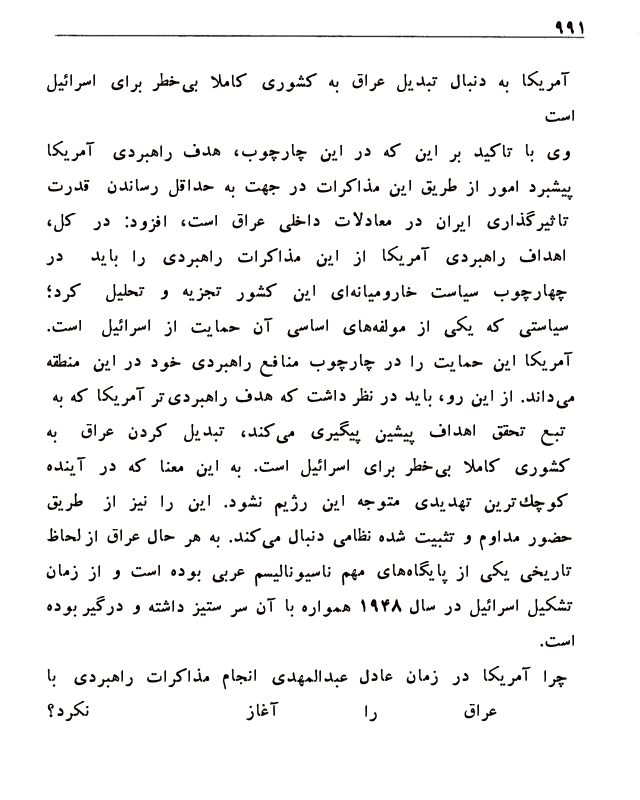 ۹۹۱
آمریکا به دنبال تبدیل عراق به کشوری کاملا بی‌خطر برای اسرائیل
است
وی با تاکید بر این که در این چارچوب، هدف راهبردی آمریکا
پیشبرد امور از طریق این مذاکرات در جهت به حداقل رساندن قدرت
تاثیرگذاری ایران در معادلات داخلی عراق است، افزود: در کل،
اهداف راهبردی آمریکا از این مذاکرات راهبردی را باید در
چهارچوب سیاست خارومیانه‌ای این کشور تجزیه و تحلیل کرد؛
سیاستی که یکی از مولفه‌های اساسی آن حمایت از اسرائیل است.
آمریکا این حمایت را در چارچوب منافع راهبردی خود در این منطقه
می‌داند. از این رو، باید در نظر داشت که هدف راهبردی‌تر آمریکا که به
تبع تحقق اهداف پیشین پیگیری می‌کند، تبدیل کردن عراق به
کشوری کاملا بی‌خطر برای اسرائیل است. به این معنا که در آینده
کوچك‌ترین تهدیدی متوجه این رژیم نشود. این را نیز از طریق
حضور مداوم و تثبیت شده نظامی دنبال می‌کند. به هر حال عراق از لحاظ
تاریخی یکی از پایگاه‌های مهم ناسیونالیسم عربی بوده است و از زمان
تشکیل اسرائیل در سال ۱۹۴۸ همواره با آن سر ستیز داشته و درگیر بوده
است.
چرا آمریکا در زمان عادل عبدالمهدی انجام مذاکرات راهبردی با
عراق را آغاز نکرد؟